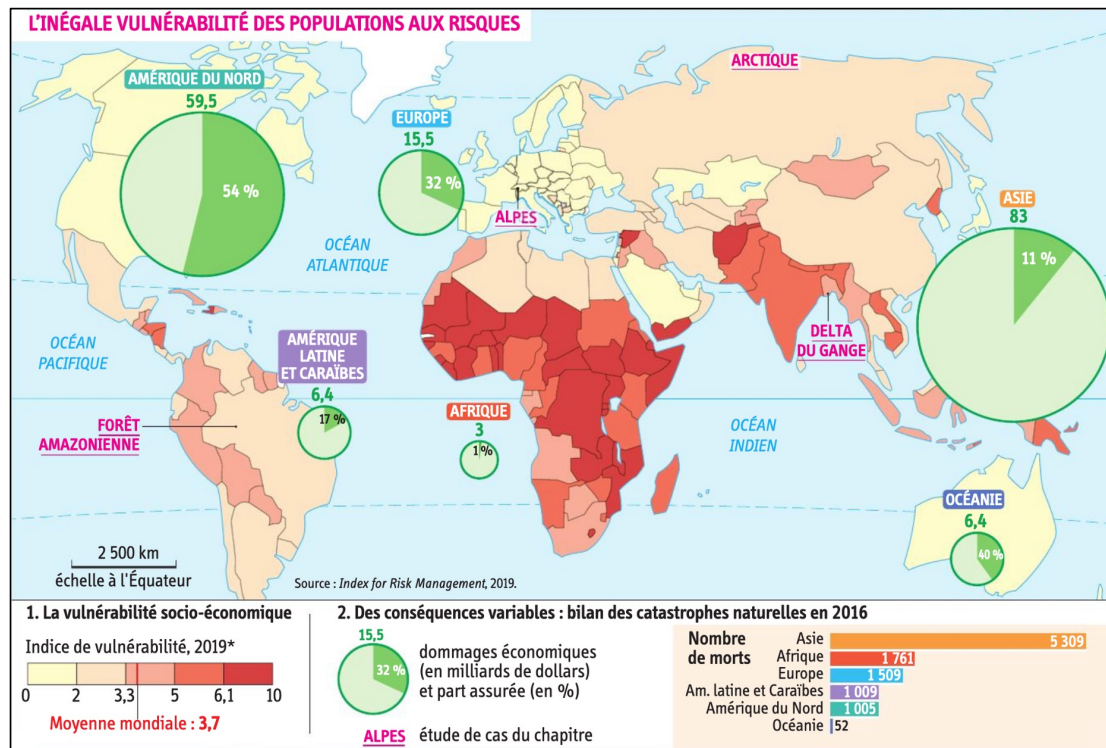 L'INÉGALE VULNÉRABILITÉ DES POPULATIONS AUX RISQUES
AMÉRIQUE DU NORD
59,5
54 %
EUROPE
15,5
32 %
ALPES
ARCTIQUE
ASIE
83
11 %
OCÉAN
ATLANTIQUE
OCÉAN
PACIFIQUE
AMÉRIQUE
LATINE
ET CARAÏBES
6,4
17 %
FORÊT
AMAZONIENNE
AFRIQUE
3
1 %
DELTA
DU GANGE
OCÉAN
INDIEN
OCÉANIE
6,4
40 %
2 500 km
échelle à l'Équateur
Source : Index for Risk Management, 2019.
1. La vulnérabilité socio-économique
Indice de vulnérabilité, 2019*
0 2 3,3 5 6,1 10
Moyenne mondiale : 3,7
2. Des conséquences variables : bilan des catastrophes naturelles en 2016
15,5
32 %
dommages économiques
(en milliards de dollars)
et part assurée (en %)
ALPES étude de cas du chapitre
Nombre
de morts
Asie 5 309
Afrique 1 761
Europe 1 509
Am. latine et Caraïbes 1 009
Amérique du Nord 1 005
Océanie 52